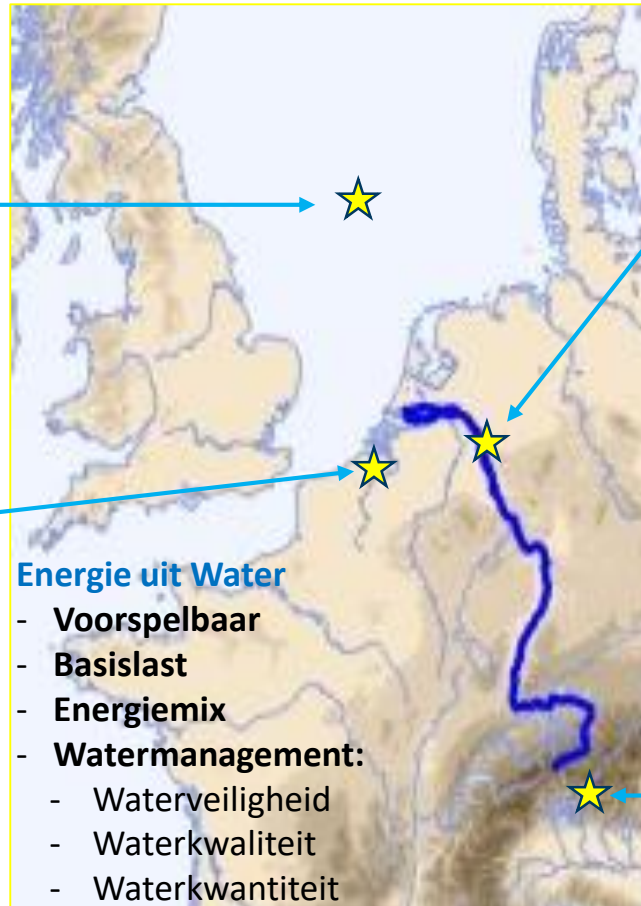 Energie uit Water
- Voorspelbaar
- Basislast
- Energiemix
- Watermanagement:
- Waterveiligheid
- Waterkwaliteit
- Waterkwantiteit